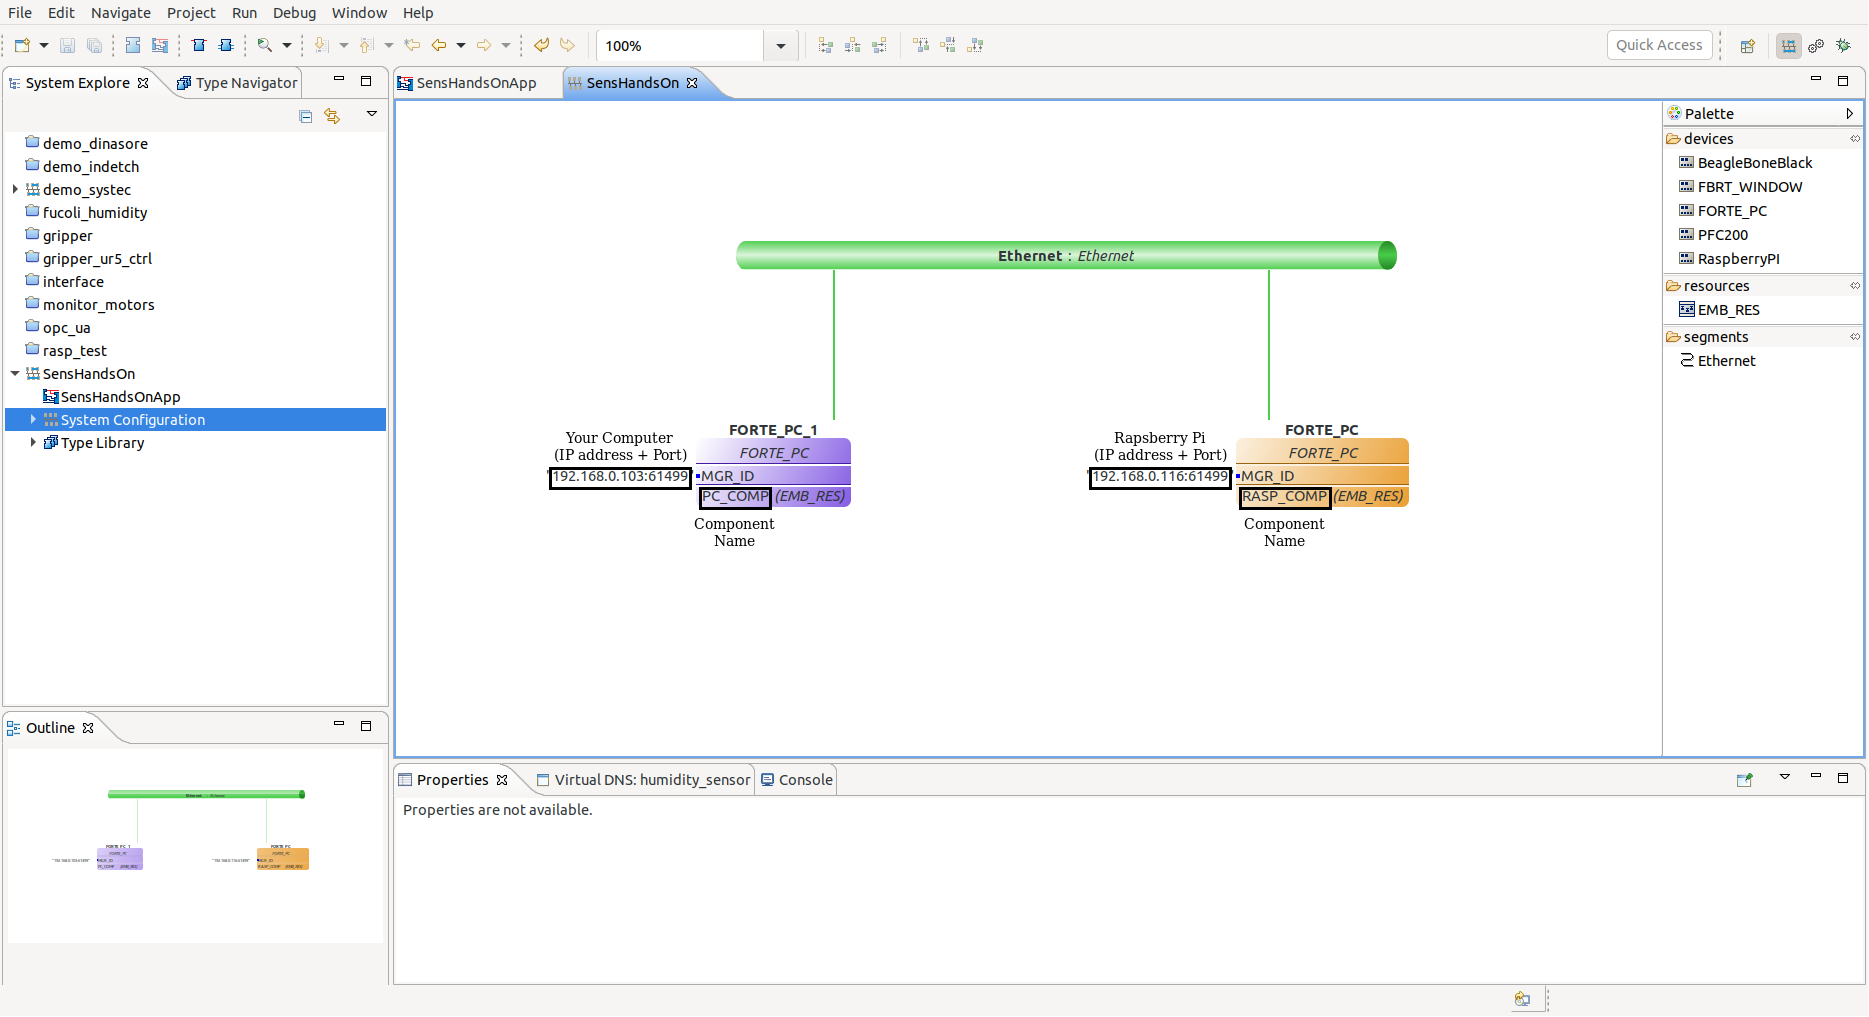 File Edit Navigate Project Run Debug Window Help
100%
Quick Access
System Explore
Type Navigator
demo_dinasore
demo_indetch
demo_systec
fucoli_humidity
gripper
gripper_ur5_ctrl
interface
monitor_motors
opc_ua
rasp_test
SensHandsOn
SensHandsOnApp
System Configuration
Type Library
Outline
SensHandsOnApp
SensHandsOn
Ethernet : Ethernet
Your Computer
(IP address + Port)
192.168.0.103:61499
FORTE_PC_1
FORTE_PC
MGR_ID
PC_COMP (EMB_RES)
Component
Name
Rapsberry Pi
(IP address + Port)
192.168.0.116:61499
FORTE_PC
FORTE_PC
MGR_ID
RASP_COMP (EMB_RES)
Component
Name
Palette
devices
BeagleBoneBlack
FBRT_WINDOW
FORTE_PC
PFC200
RaspberryPI
resources
EMB_RES
segments
Ethernet
Properties
Virtual DNS: humidity_sensor
Console
Properties are not available.